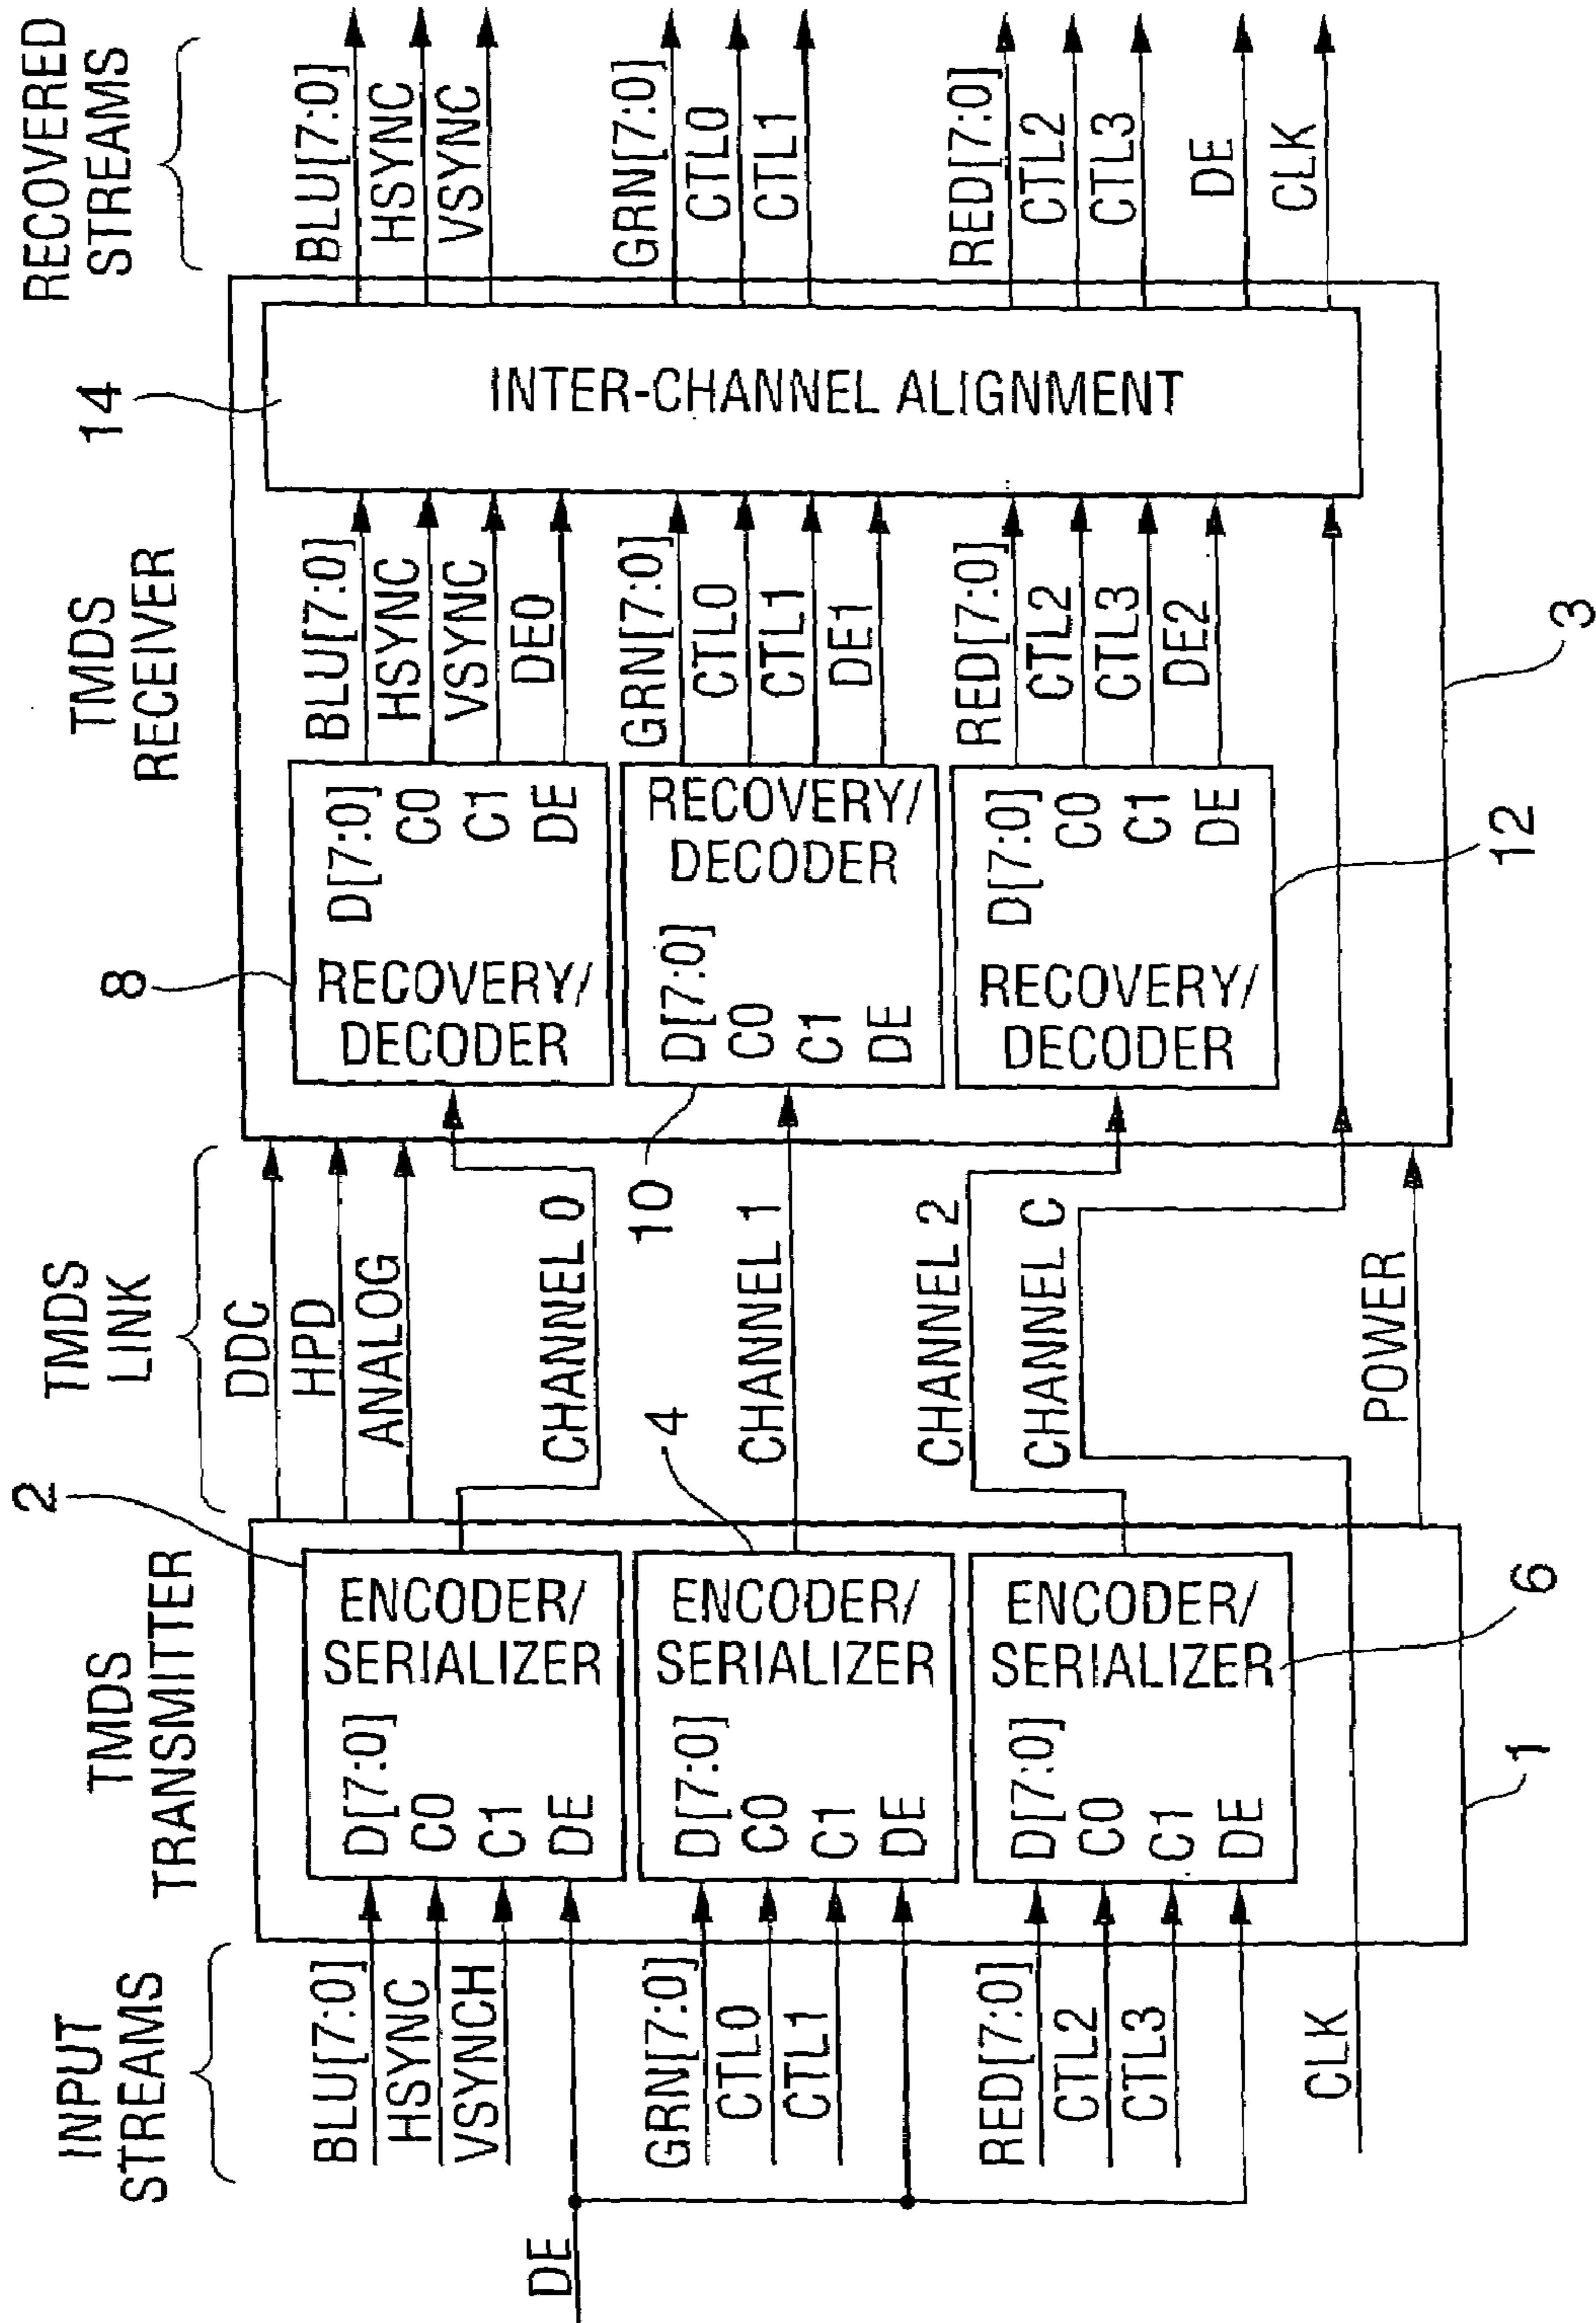 INPUT
STREAMS
TMDS
TRANSMITTER
TMDS
LINK
TMDS
RECEIVER
RECOVERED
STREAMS
BLU[7:0]
HSYNC
VSYNCH
DE
GRN[7:0]
CTL0
CTL1
RED[7:0]
CTL2
CTL3
CLK
2
D[7:0]
C0
C1
DE
ENCODER/
SERIALIZER
D[7:0]
C0
C1
DE
ENCODER/
SERIALIZER
4
D[7:0]
C0
C1
DE
ENCODER/
SERIALIZER
6
1
DDC
HPD
ANALOG
CHANNEL 0
CHANNEL 1
CHANNEL 2
CHANNEL C
POWER
8
RECOVERY/
DECODER
D[7:0]
C0
C1
DE
10
RECOVERY/
DECODER
D[7:0]
C0
C1
DE
RECOVERY/
DECODER
D[7:0]
C0
C1
DE
12
3
BLU[7:0]
HSYNC
VSYNC
DE0
GRN[7:0]
CTL0
CTL1
DE1
RED[7:0]
CTL2
CTL3
DE2
14
INTER-CHANNEL ALIGNMENT
BLU[7:0]
HSYNC
VSYNC
GRN[7:0]
CTL0
CTL1
RED[7:0]
CTL2
CTL3
DE
CLK